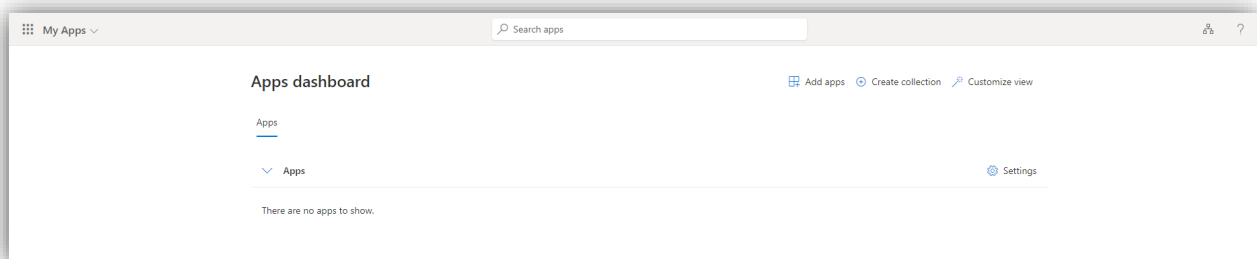 My Apps
Search apps
?
Apps dashboard
Add apps
Create collection
Customize view
Apps
Apps
Settings
There are no apps to show.